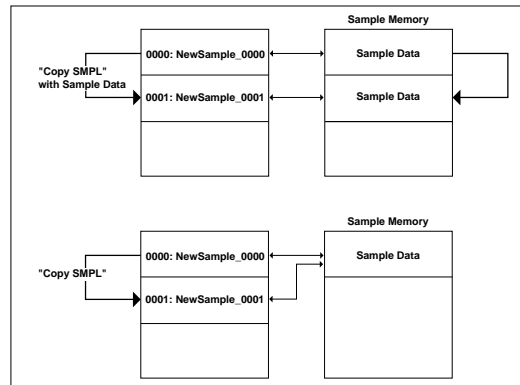 Sample Memory
0000: NewSample_0000
Sample Data
"Copy SMPL"
with Sample Data
0001: NewSample_0001
Sample Data
Sample Memory
0000: NewSample_0000
Sample Data
"Copy SMPL"
0001: NewSample_0001